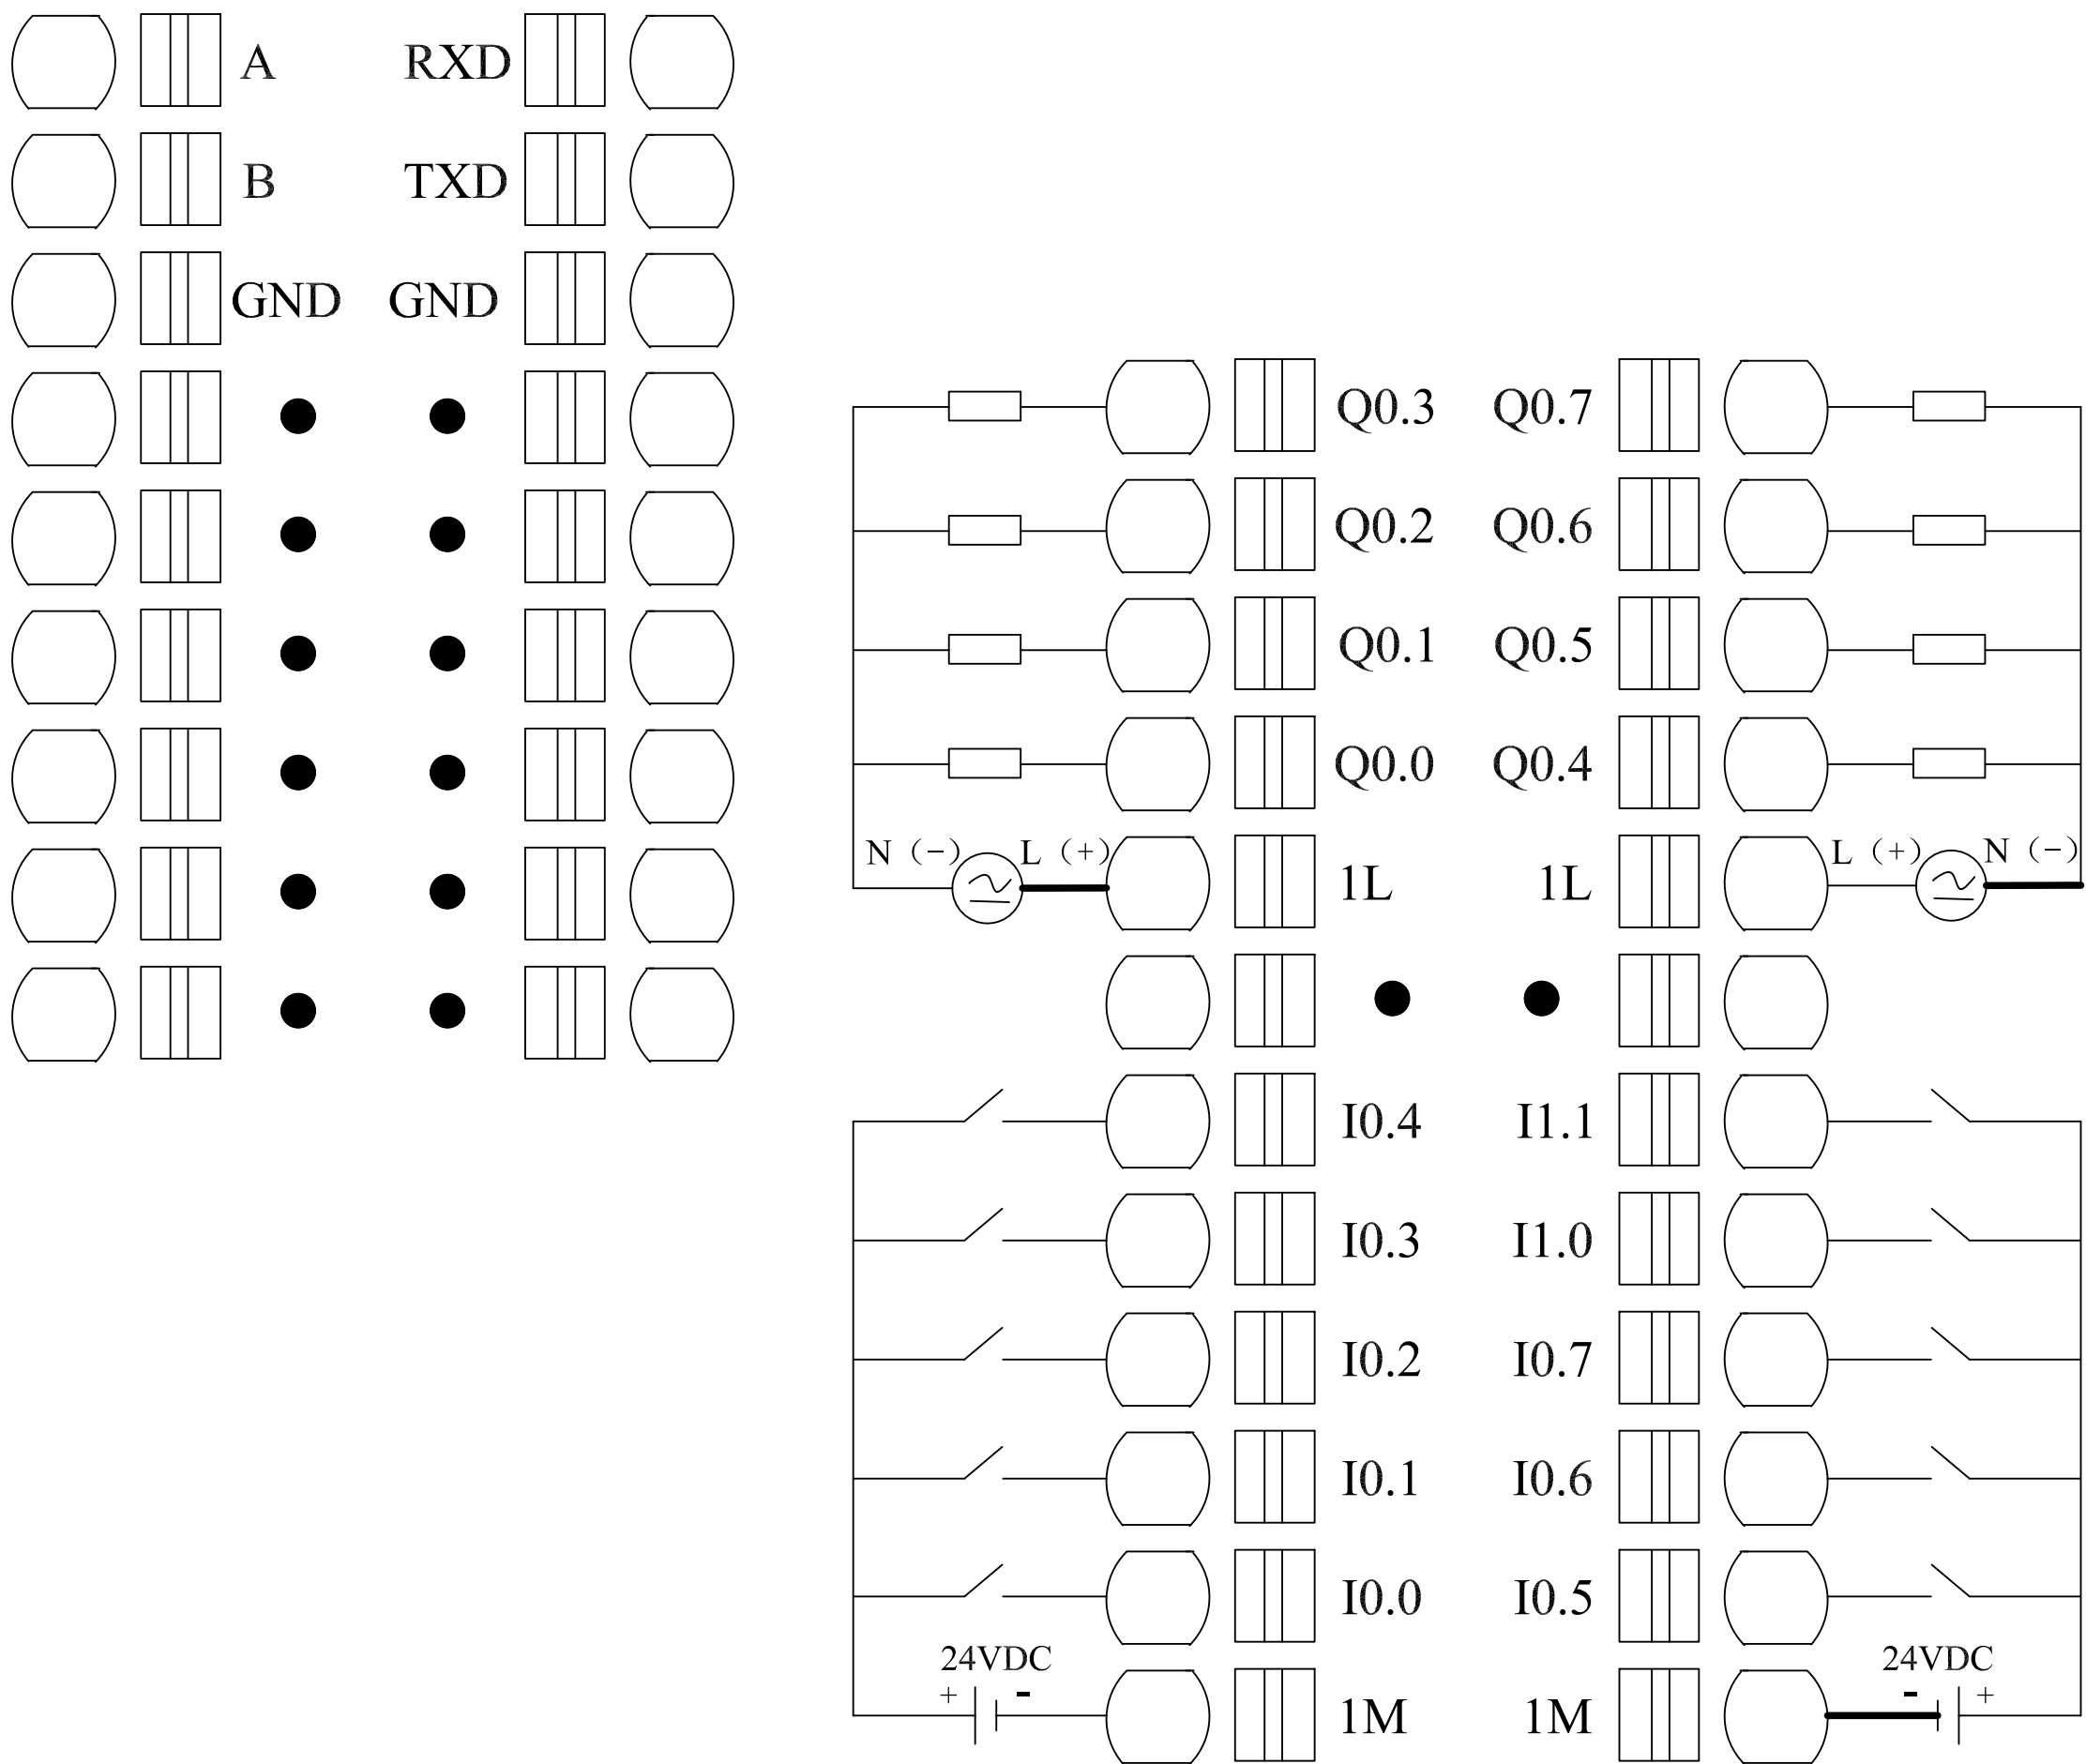 A RXD
B TXD
GND GND
Q0.3 Q0.7
Q0.2 Q0.6
Q0.1 Q0.5
Q0.0 Q0.4
N (-) L (+) 1L 1L L (+) N (-)
I0.4 I1.1
I0.3 I1.0
I0.2 I0.7
I0.1 I0.6
I0.0 I0.5
24VDC 24VDC
+ - 1M 1M - +